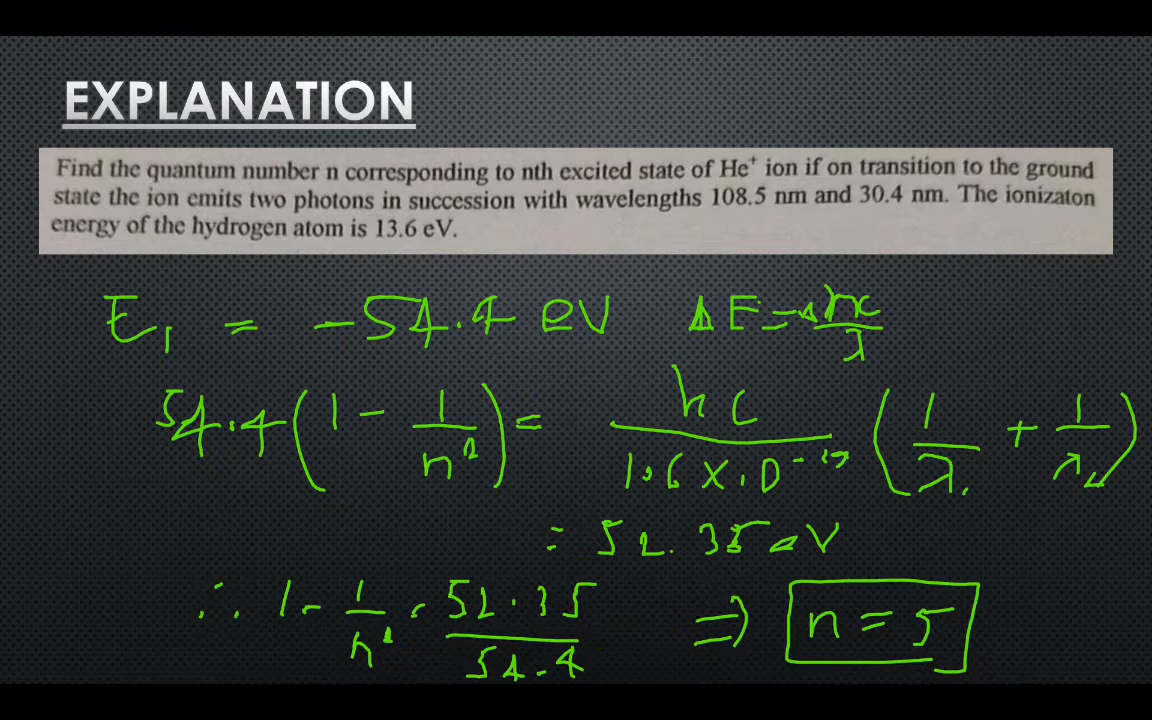 EXPLANATION
Find the quantum number n corresponding to nth excited state of He⁺ ion if on transition to the ground
state the ion emits two photons in succession with wavelengths 108.5 nm and 30.4 nm. The ionizaton
energy of the hydrogen atom is 13.6 eV.
E₁ = -54.4 eV ΔE = hc/λ
54.4 (1 - 1/n²) = hc/1.6 x 10⁻¹⁹ (1/λ₁ + 1/λ₂)
= 52.35 eV
∴ 1 - 1/n² = 52.35/54.4 ⇒ n = 5